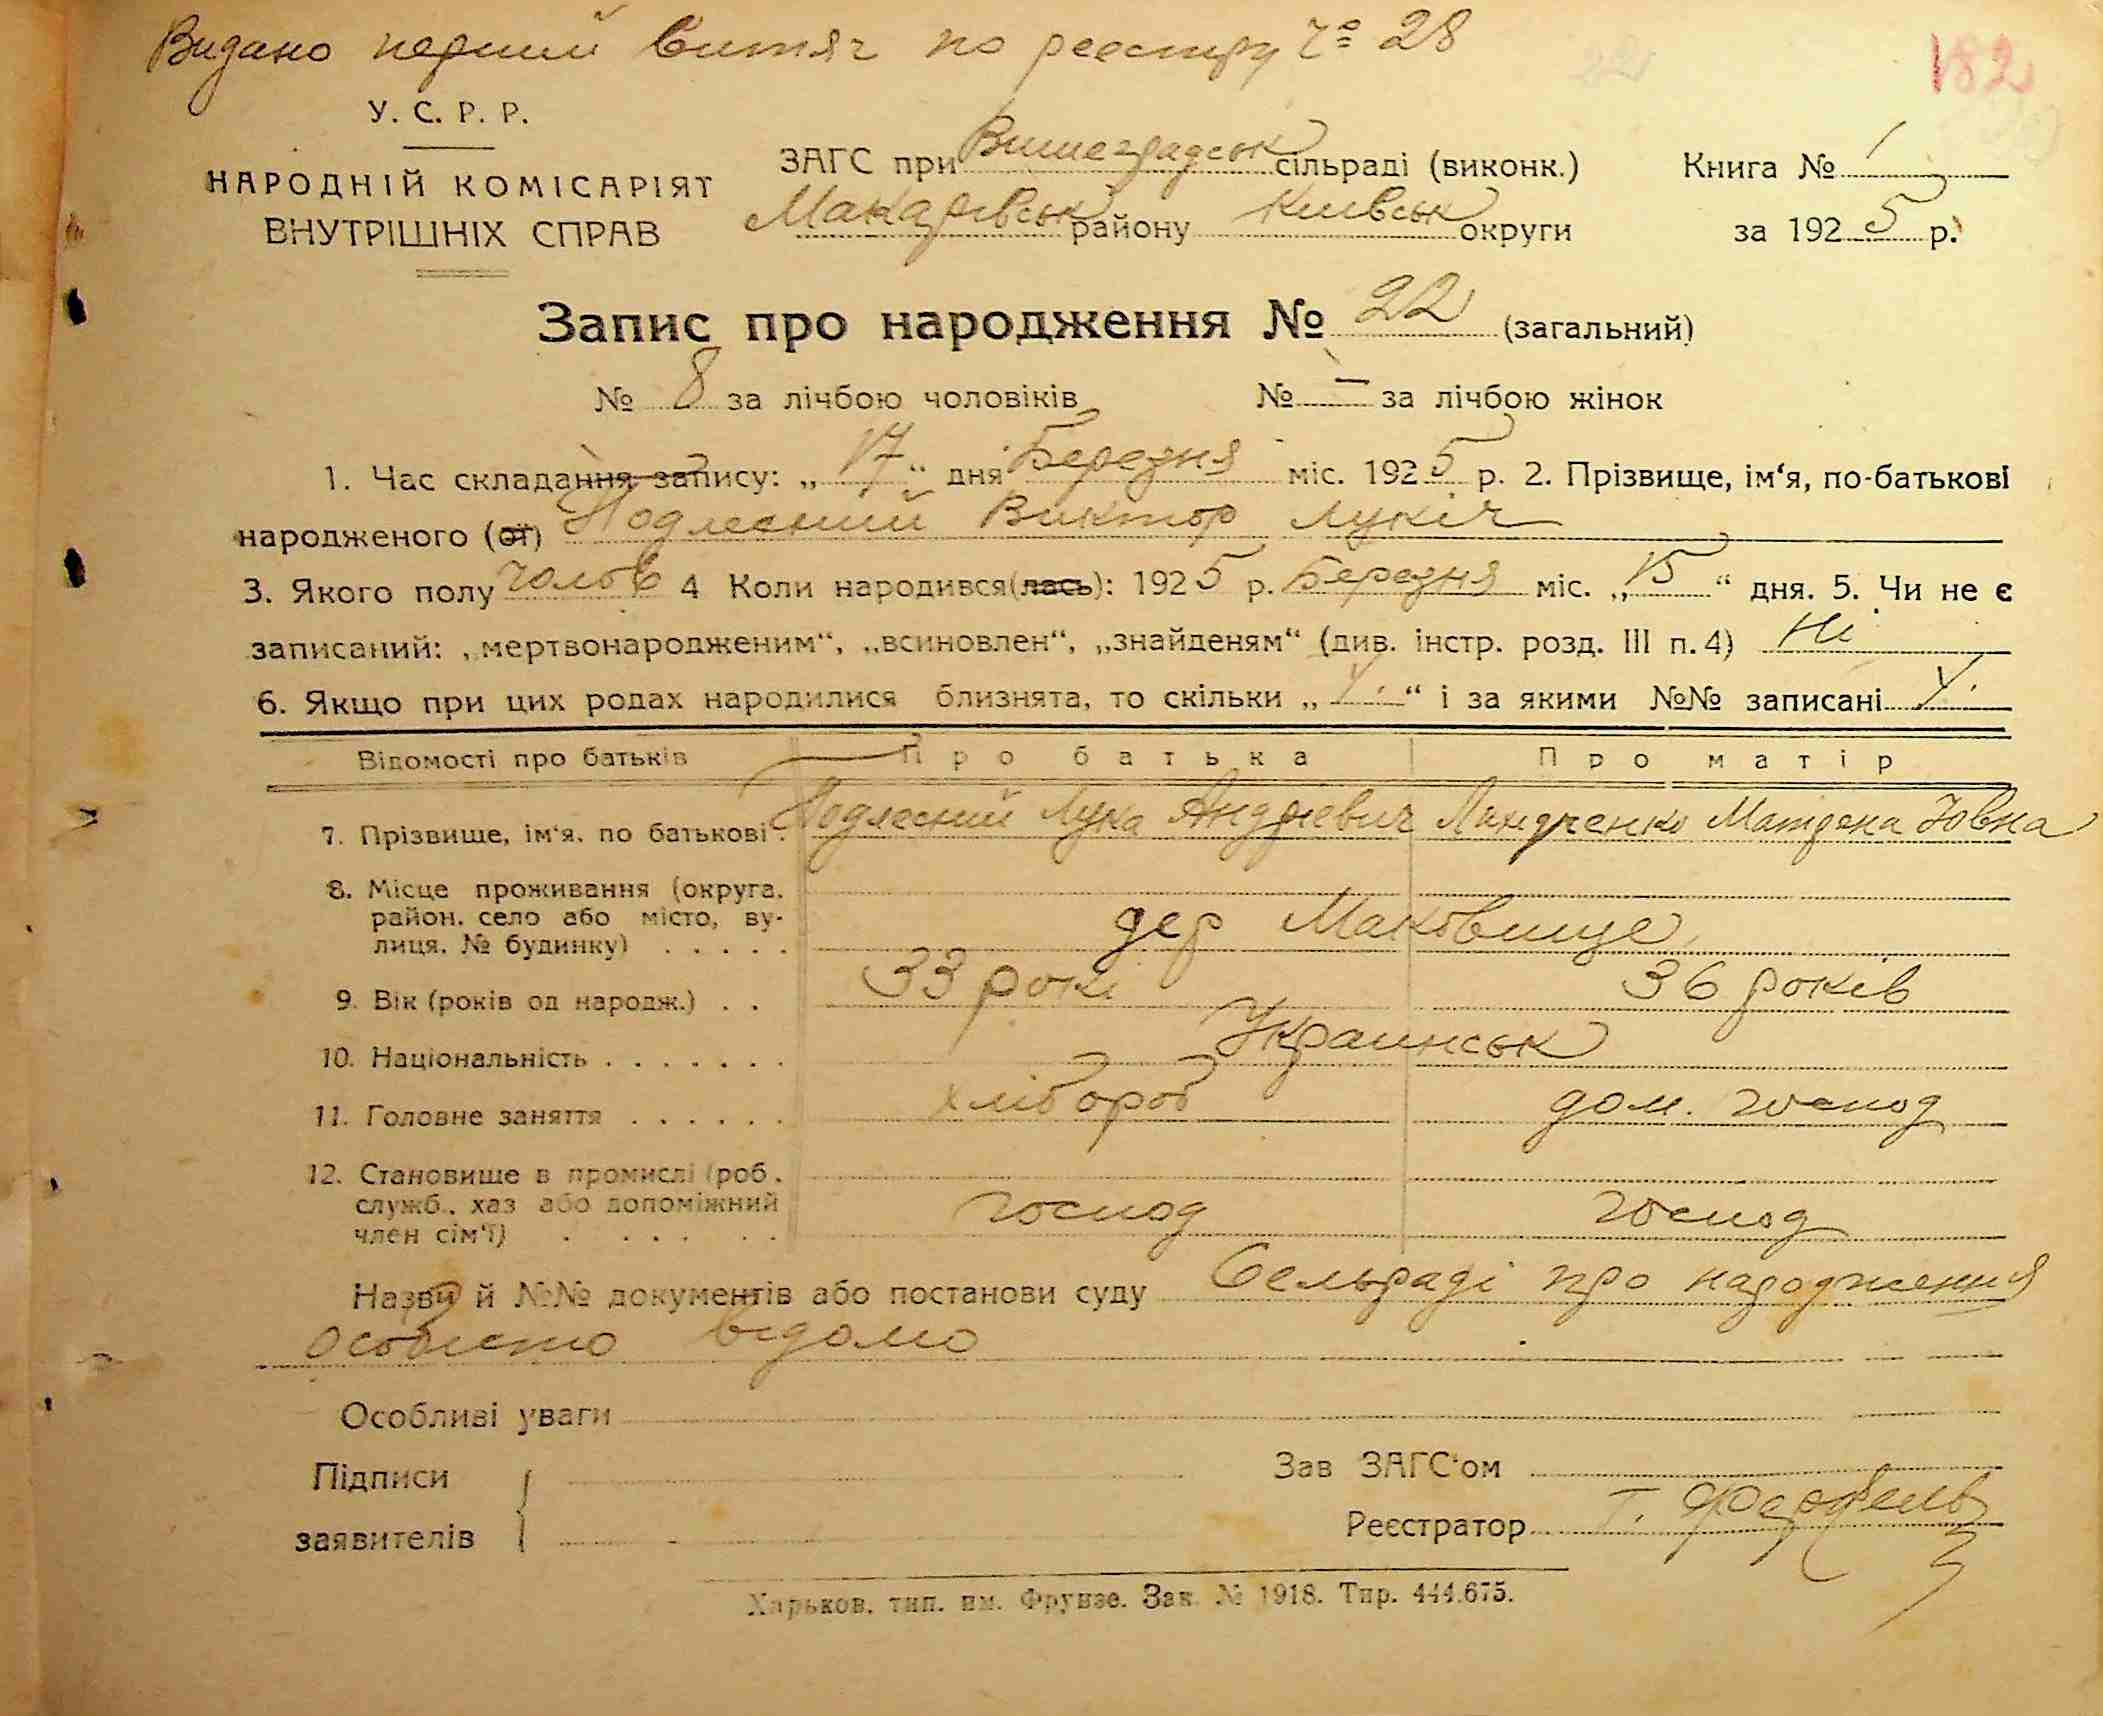 Видано перший витяг по реестру № 28
182
22
У. С. Р. Р.
НАРОДНІЙ КОМІСАРІЯТ
ВНУТРІШНІХ СПРАВ
ЗАГС при Вишеградськ сільраді (виконк.)
Макарівськ району Київськ округи
Книга № 1
за 1925 р.
Запис про народження № 22 (загальний)
№ 8 за лічбою чоловіків № – за лічбою жінок
1. Час складання запису: „ 17 “ дня Березня міс. 1925 р. 2. Прізвище, ім‘я, по-батькові
народженого (ої) Подлесний Виктор Лукіч
3. Якого полу чолов 4 Коли народився(лась): 1925 р. Березня міс. „ 15 “ дня. 5. Чи не є
записаний: „мертвонародженим“, „всиновлен“, „знайденям“ (див. інстр. розд. III п. 4) Ні
6. Якщо при цих родах народилися близнята, то скільки „ “ і за якими №№ записані
Відомості про батьків Про батька Про матір
7. Прізвище, ім‘я, по батькові. Подлесний Лука Андрієвич Мотрона Іовна
8. Місце проживання (округа,
район, село або місто, ву-
лиця, № будинку) . . . . . дер Маковище
9. Вік (років од народж.) . . 33 рокі 36 років
10. Національність . . . . . . . Украинськ
11. Головне заняття . . . . . . хлібороб дом. господ
12. Становище в промислі (роб.,
служб., хаз або допоміжний
член сім‘ї) . . . . . . господ господ
Назви й №№ документів або постанови суду Сельраді про народження
особисто відомо
Особливі уваги
Підписи
заявителів
Зав ЗАГС‘ом
Реєстратор Т.
Харьков, тип. им. Фрунзе. Зак. № 1918. Тир. 444.675.